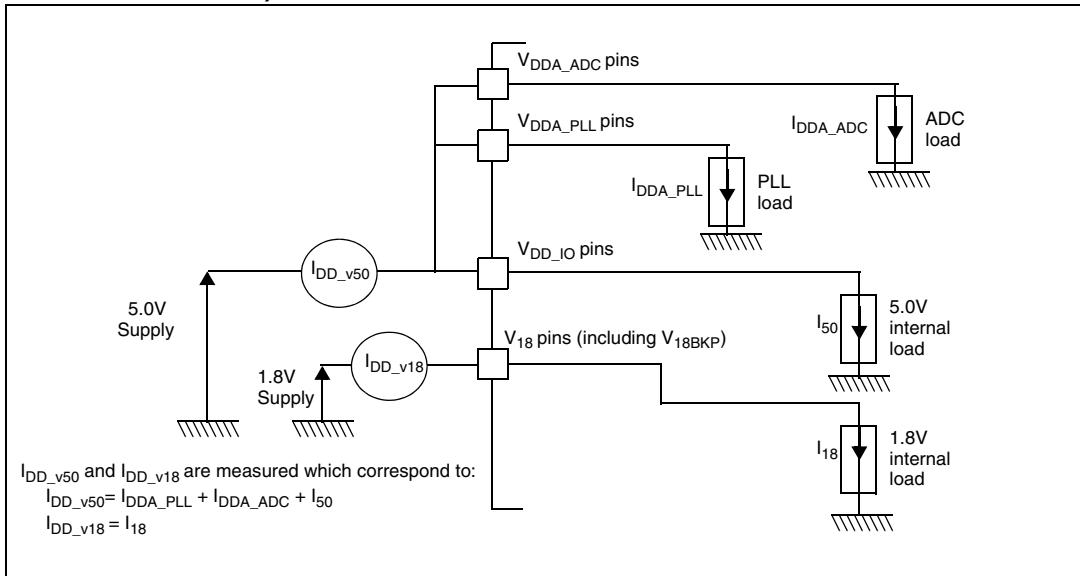 V_DDA_ADC pins
I_DDA_ADC
ADC
load
V_DDA_PLL pins
I_DDA_PLL
PLL
load
V_DD_IO pins
I_DD_v50
5.0V
Supply
I_50
5.0V
internal
load
V_18 pins (including V_18BKP)
I_DD_v18
1.8V
Supply
I_18
1.8V
internal
load
I_DD_v50 and I_DD_v18 are measured which correspond to:
I_DD_v50= I_DDA_PLL + I_DDA_ADC + I_50
I_DD_v18 = I_18